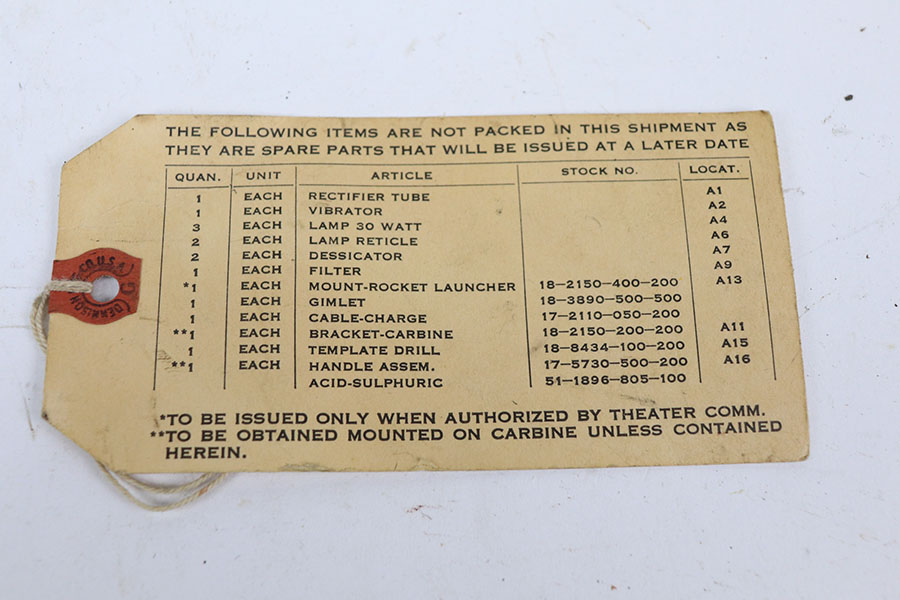 THE FOLLOWING ITEMS ARE NOT PACKED IN THIS SHIPMENT AS
THEY ARE SPARE PARTS THAT WILL BE ISSUED AT A LATER DATE
QUAN. UNIT ARTICLE STOCK NO. LOCAT.
1 EACH RECTIFIER TUBE A1
1 EACH VIBRATOR A2
3 EACH LAMP 30 WATT A4
2 EACH LAMP RETICLE A6
2 EACH DESSICATOR A7
1 EACH FILTER A9
*1 EACH MOUNT-ROCKET LAUNCHER 18-2150-400-200 A13
1 EACH GIMLET 18-3890-500-500
1 EACH CABLE-CHARGE 17-2110-050-200
**1 EACH BRACKET-CARBINE 18-2150-200-200 A11
1 EACH TEMPLATE DRILL 18-8434-100-200 A15
**1 EACH HANDLE ASSEM. 17-5730-500-200 A16
ACID-SULPHURIC 51-1896-805-100
*TO BE ISSUED ONLY WHEN AUTHORIZED BY THEATER COMM.
**TO BE OBTAINED MOUNTED ON CARBINE UNLESS CONTAINED
HEREIN.
DENNISON
CO. U.S.A.